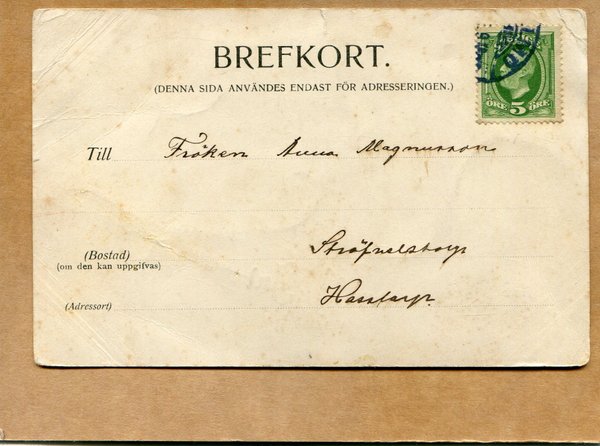 BREFKORT.
(DENNA SIDA ANVÄNDES ENDAST FÖR ADRESSERINGEN.)
ÖRE 5 ÖRE
Till Fröken Anna Magnusson
(Bostad)
(om den kan uppgifvas)
(Adressort)